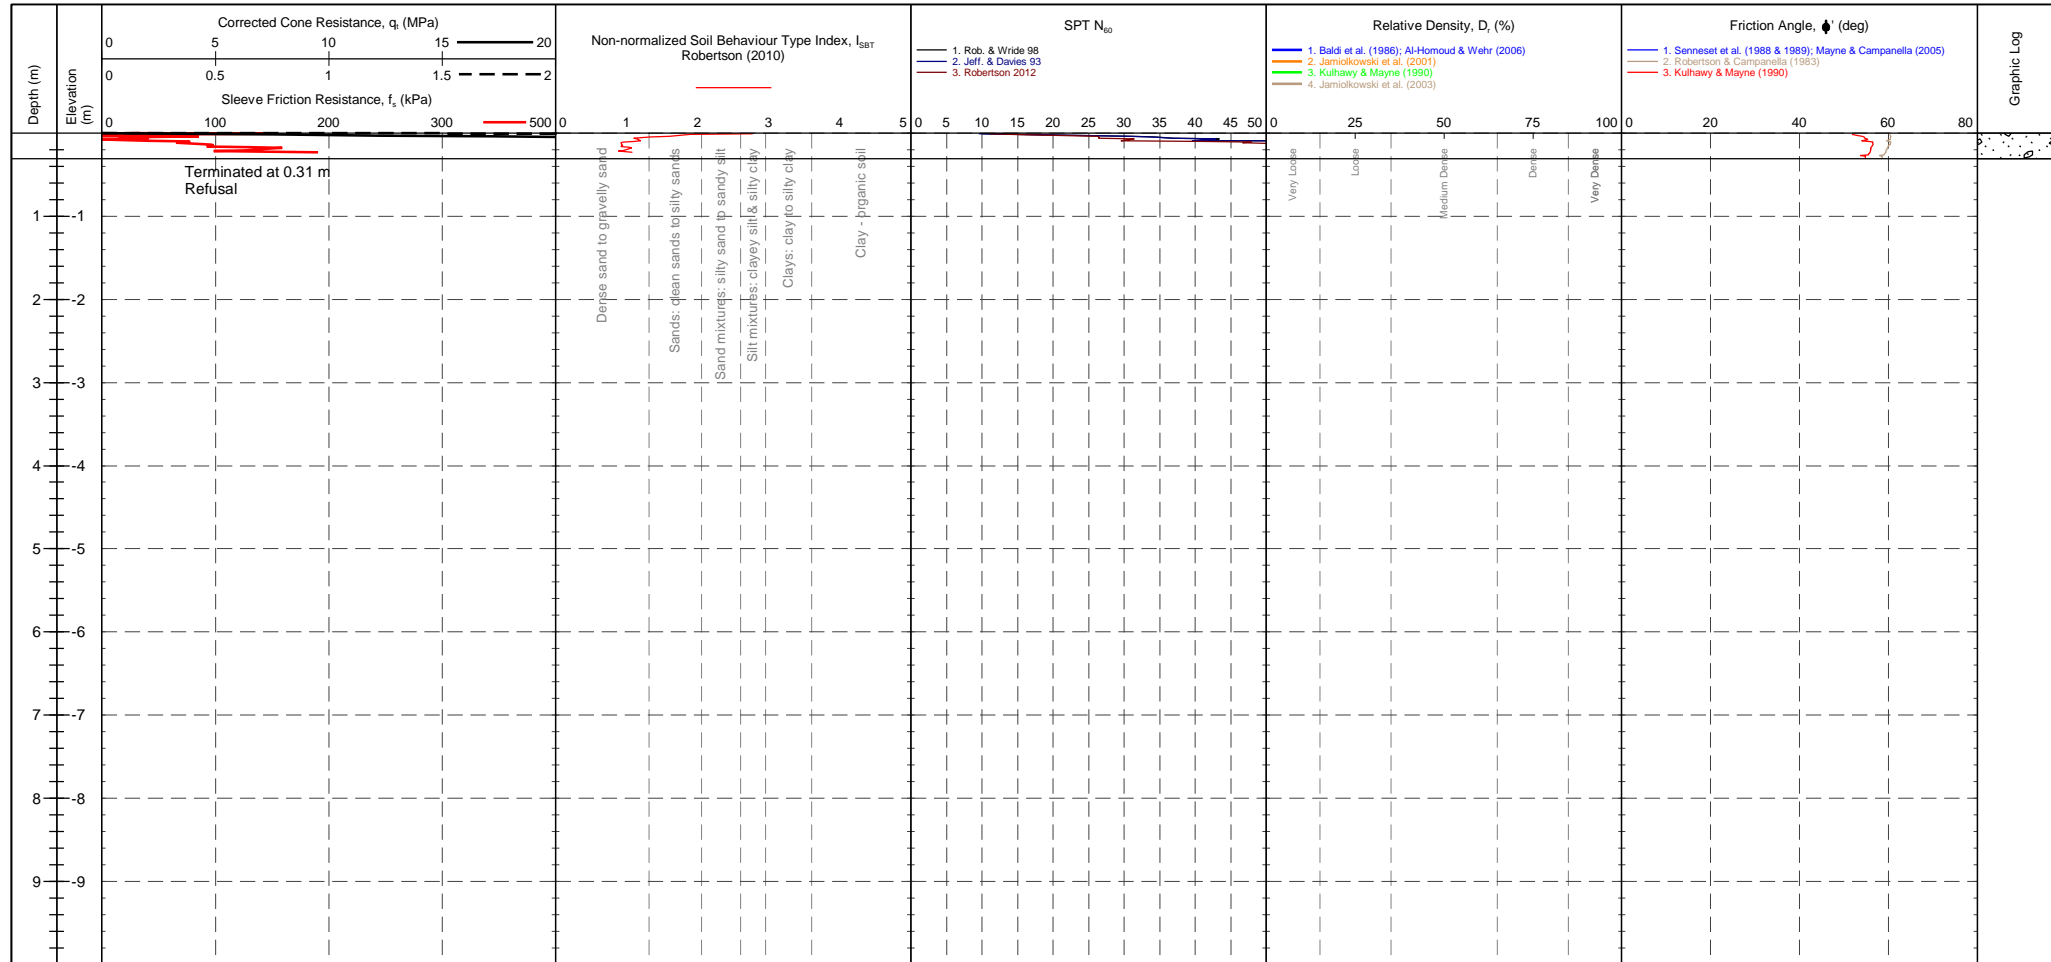 Depth (m)
Elevation
(m)
Corrected Cone Resistance, qt (MPa)
0 5 10 15 20
0 0.5 1 1.5 2
Sleeve Friction Resistance, fs (kPa)
100 200 300 500
Terminated at 0.31 m
Refusal
Non-normalized Soil Behaviour Type Index, ISBT
Robertson (2010)
0 1 2 3 4 5
Dense sand to gravelly sand
Sands: clean sands to silty sands
Sand mixtures: silty sand to sandy silt
Silt mixtures: clayey silt & silty clay
Clays: clay to silty clay
Clay - organic soil
SPT N60
1. Rob. & Wride 98
2. Jeff. & Davies 93
3. Robertson 2012
0 5 10 15 20 25 30 35 40 45 50
Relative Density, Dr (%)
1. Baldi et al. (1986); Al-Homoud & Wehr (2006)
2. Jamiolkowski et al. (2001)
3. Kulhawy & Mayne (1990)
4. Jamiolkowski et al. (2003)
0 25 50 75 100
Very Loose
Loose
Medium Dense
Dense
Very Dense
Friction Angle, ϕ' (deg)
1. Senneset et al. (1988 & 1989); Mayne & Campanella (2005)
2. Robertson & Campanella (1983)
3. Kulhawy & Mayne (1990)
0 20 40 60 80
Graphic Log
1 -1
2 -2
3 -3
4 -4
5 -5
6 -6
7 -7
8 -8
9 -9